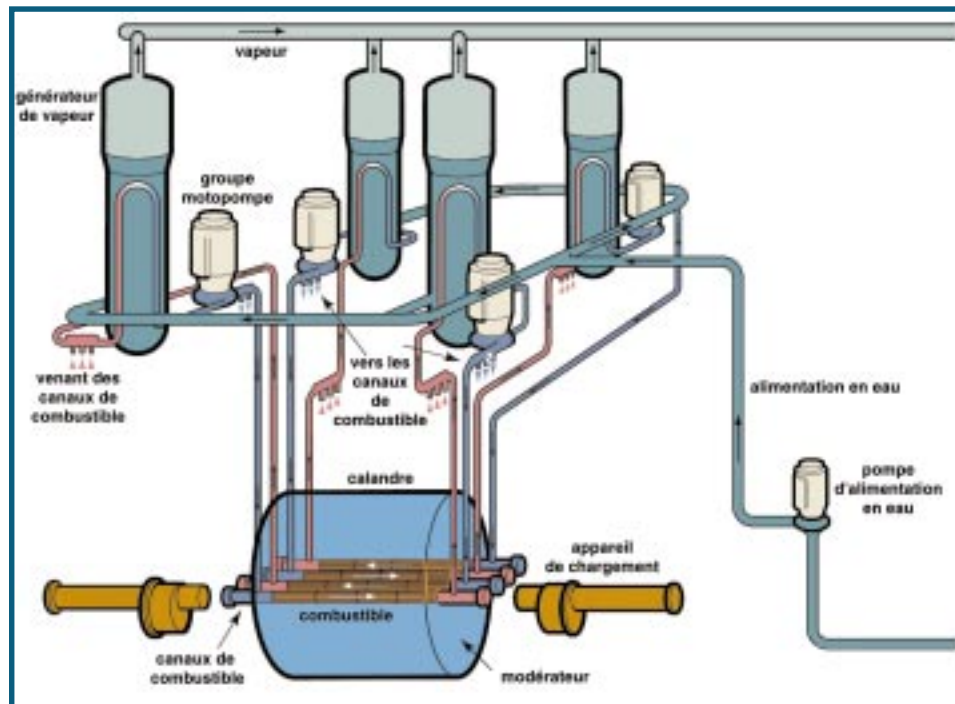 vapeur
générateur
de vapeur
groupe
motopompe
venant des
canaux de
combustible
vers les
canaux
de
combustible
alimentation en eau
pompe
d'alimentation
en eau
calandre
appareil
de chargement
combustible
canaux de
combustible
modérateur